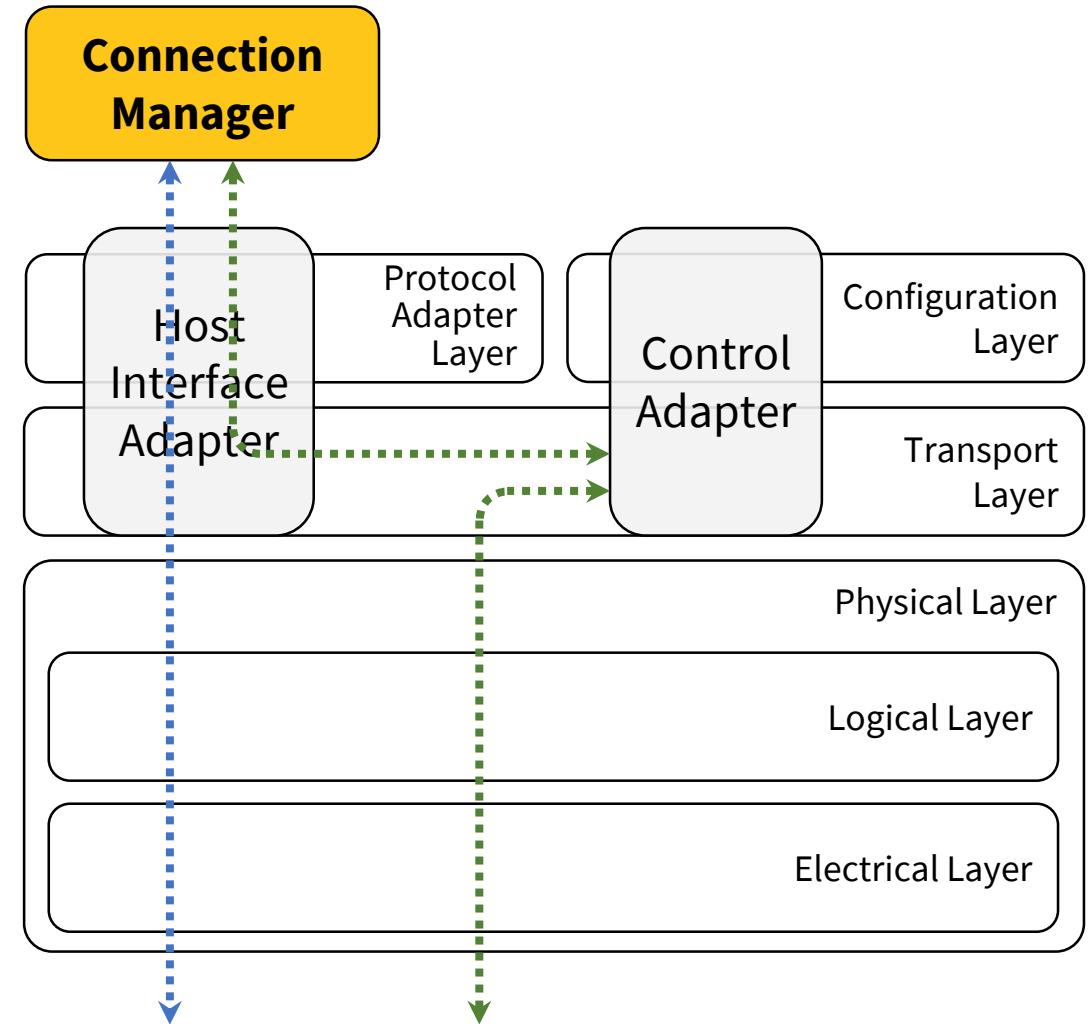 Connection
Manager
Host
Interface
Adapter
Protocol
Adapter
Layer
Control
Adapter
Configuration
Layer
Transport
Layer
Physical Layer
Logical Layer
Electrical Layer